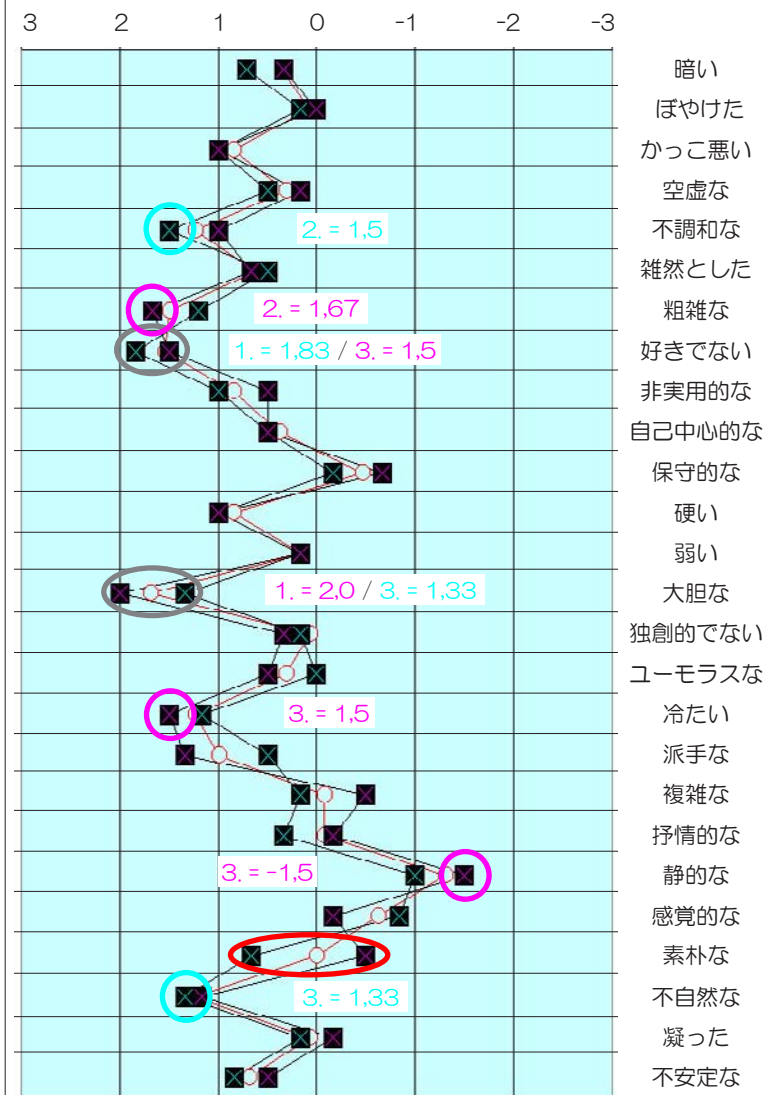 3 2 1 0 -1 -2 -3
暗い
ぼやけた
かっこ悪い
空虚な
2. = 1,5 不調和な
雑然とした
2. = 1,67 粗雑な
1. = 1,83 / 3. = 1,5 好きでない
非実用的な
自己中心的な
保守的な
硬い
弱い
1. = 2,0 / 3. = 1,33 大胆な
独創的でない
ユーモラスな
3. = 1,5 冷たい
派手な
複雑な
抒情的な
3. = -1,5 静的な
感覚的な
素朴な
3. = 1,33 不自然な
凝った
不安定な